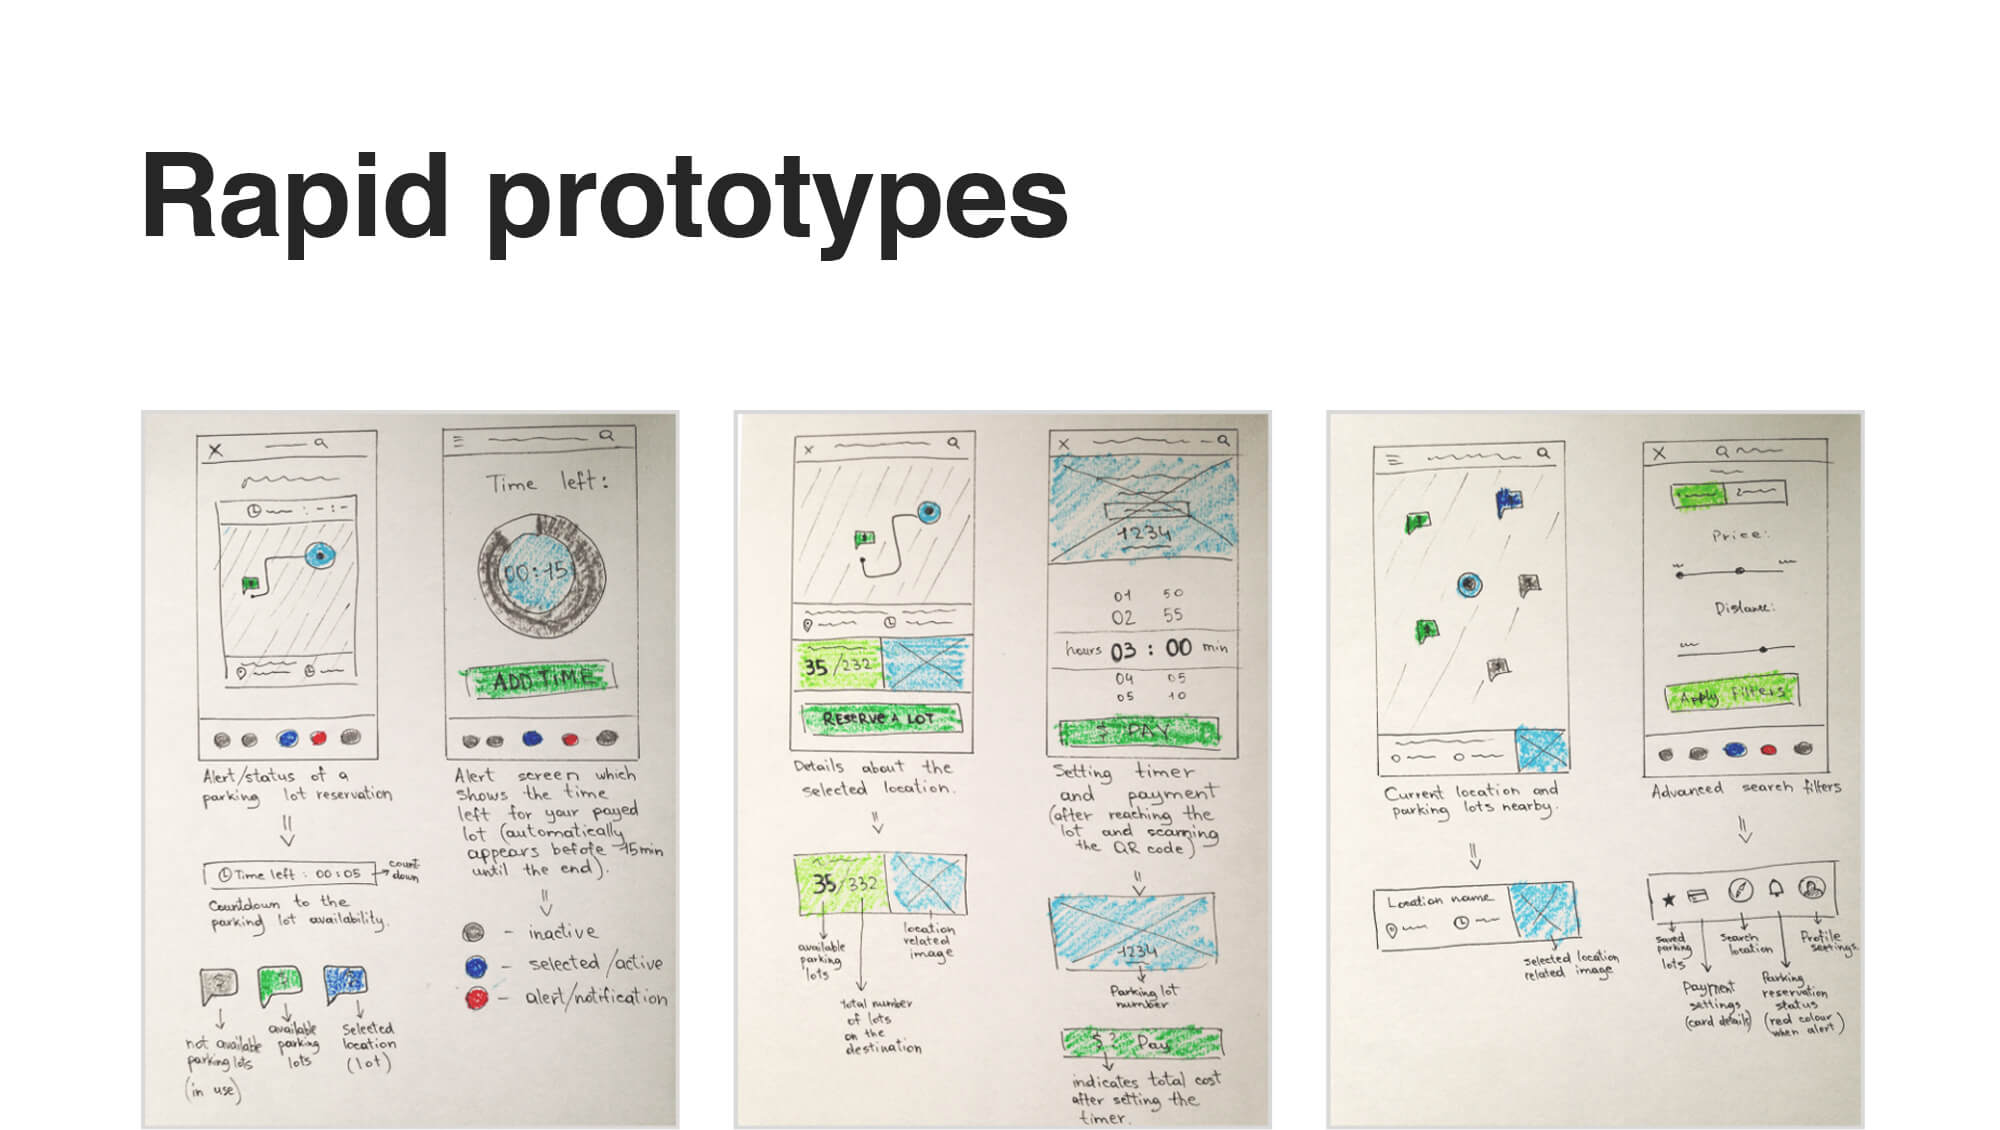 Rapid prototypes
Time left:
00:15
ADD TIME
Alert/status of a
parking lot reservation
Time left : 00:05
count-
down
Countdown to the
parkind lot availability.
not available
parking lots
(in use)
available
parking
lots
Selected
location
(lot)
Alert screen which
shows the time
left for your payed
lot (automatically
appears before 15min
until the end).
- inactive
- selected/active
- alert/notification
35/232
RESERVE A LOT
Details about the
selected location.
35/332
available
parking
lots
total number
of lots
on the
destination
location
related
image
1234
01 50
02 55
hours 03 : 00 min
04 05
05 10
$ PAY
Setting timer
and payment
(after reaching the
lot and scanning
the QR code)
1234
Parking lot
number
$ ? Pay
indicates total cost
after setting the
timer.
Current location and
parking lots nearby.
Location name
selected location
related image
Price:
Distance:
Apply Filters
Advanced search filters
saved
parking
lots
Payment
settings
(card details)
search
location
Parking
reservation
status
(red colour
when alert)
Profile
settings